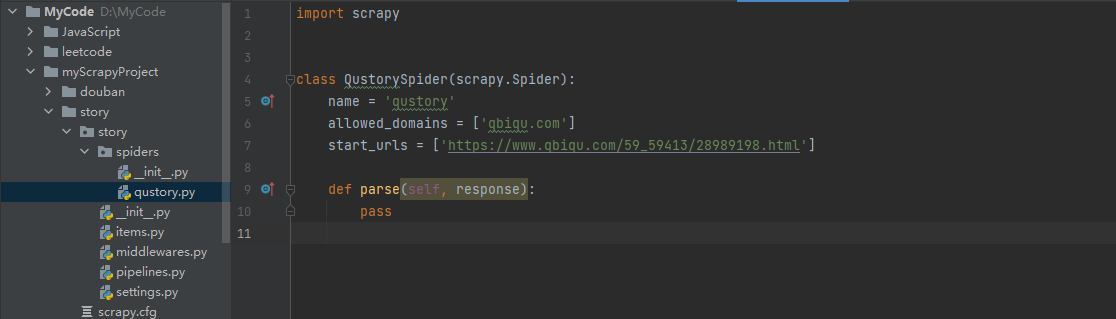 MyCode D:\MyCode
JavaScript
leetcode
myScrapyProject
douban
story
story
spiders
__init__.py
qustory.py
__init__.py
items.py
middlewares.py
pipelines.py
settings.py
scrapy.cfg
1 import scrapy
2
3
4 class QustorySpider(scrapy.Spider):
5 name = 'qustory'
6 allowed_domains = ['qbiqu.com']
7 start_urls = ['https://www.qbiqu.com/59_59413/28989198.html']
8
9 def parse(self, response):
10 pass
11